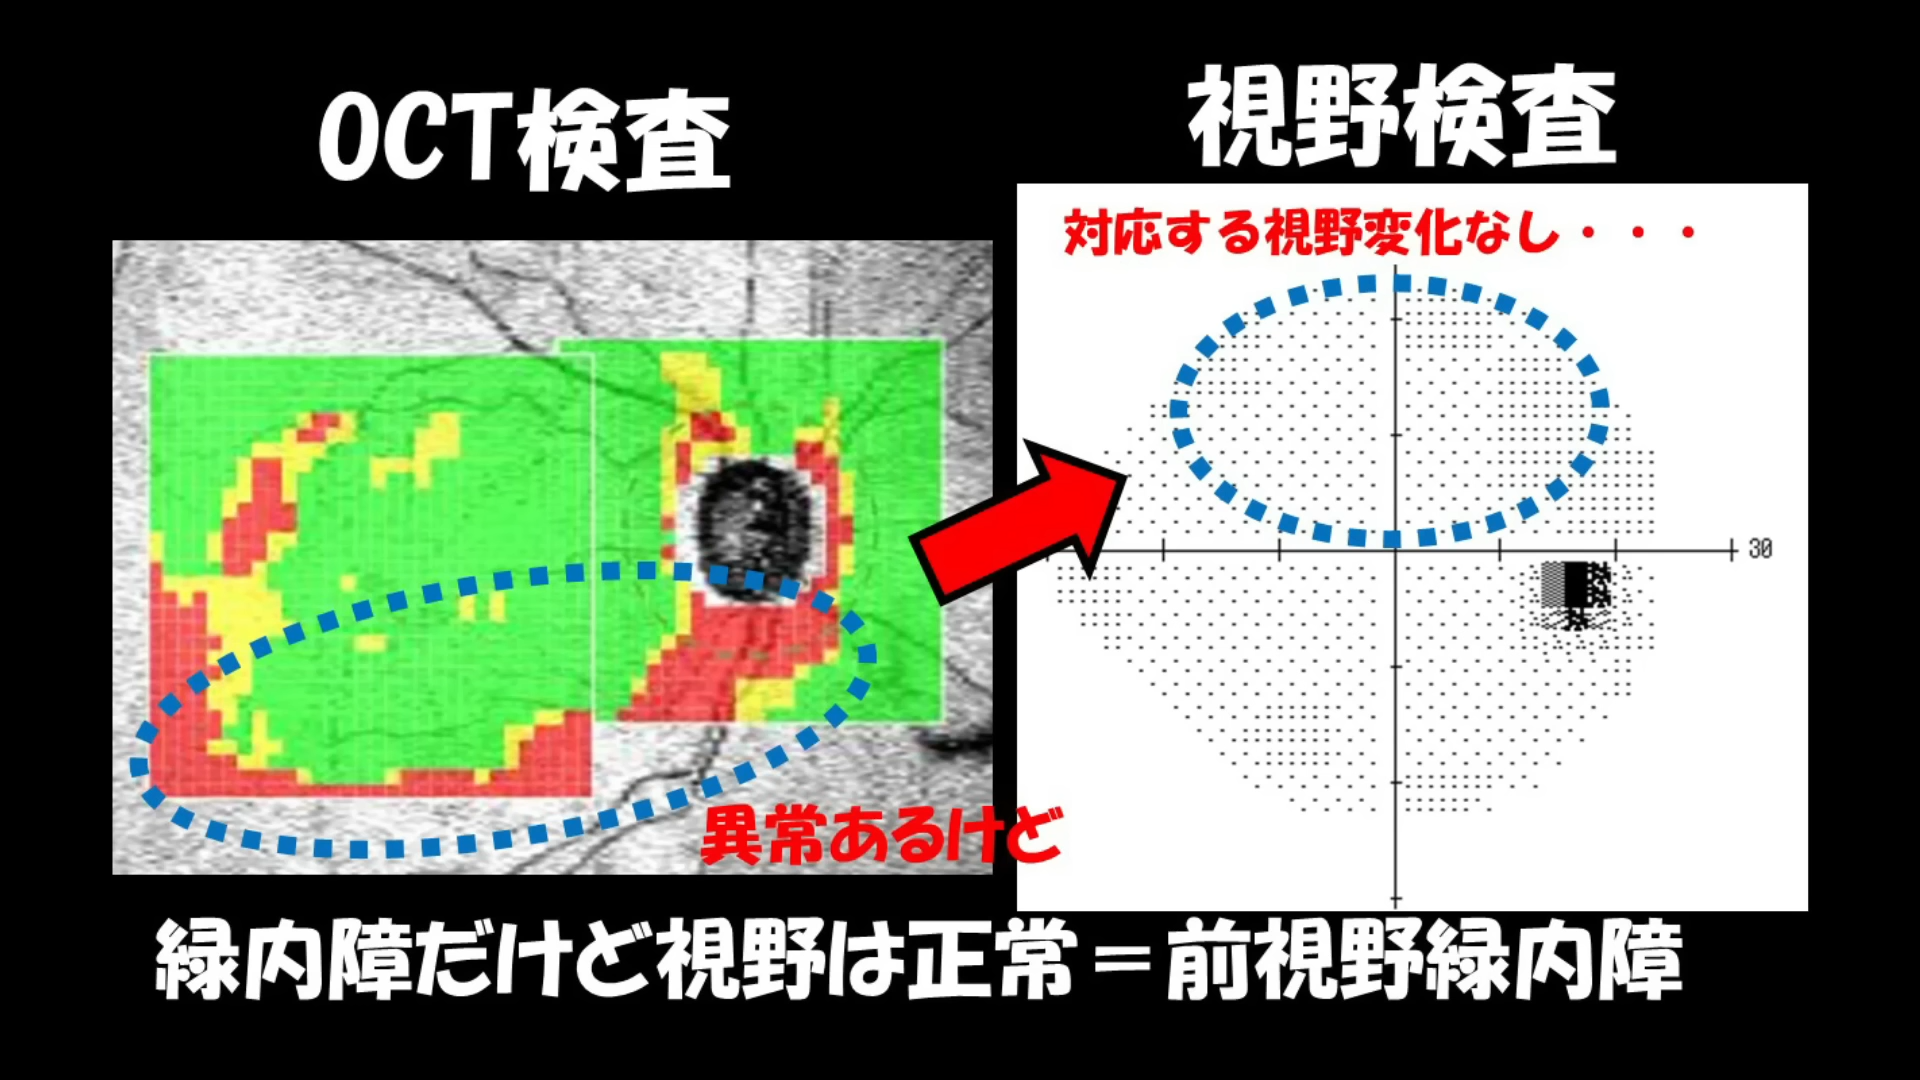 OCT検査
視野検査
対応する視野変化なし・・・
30
異常あるけど
緑内障だけど視野は正常＝前視野緑内障